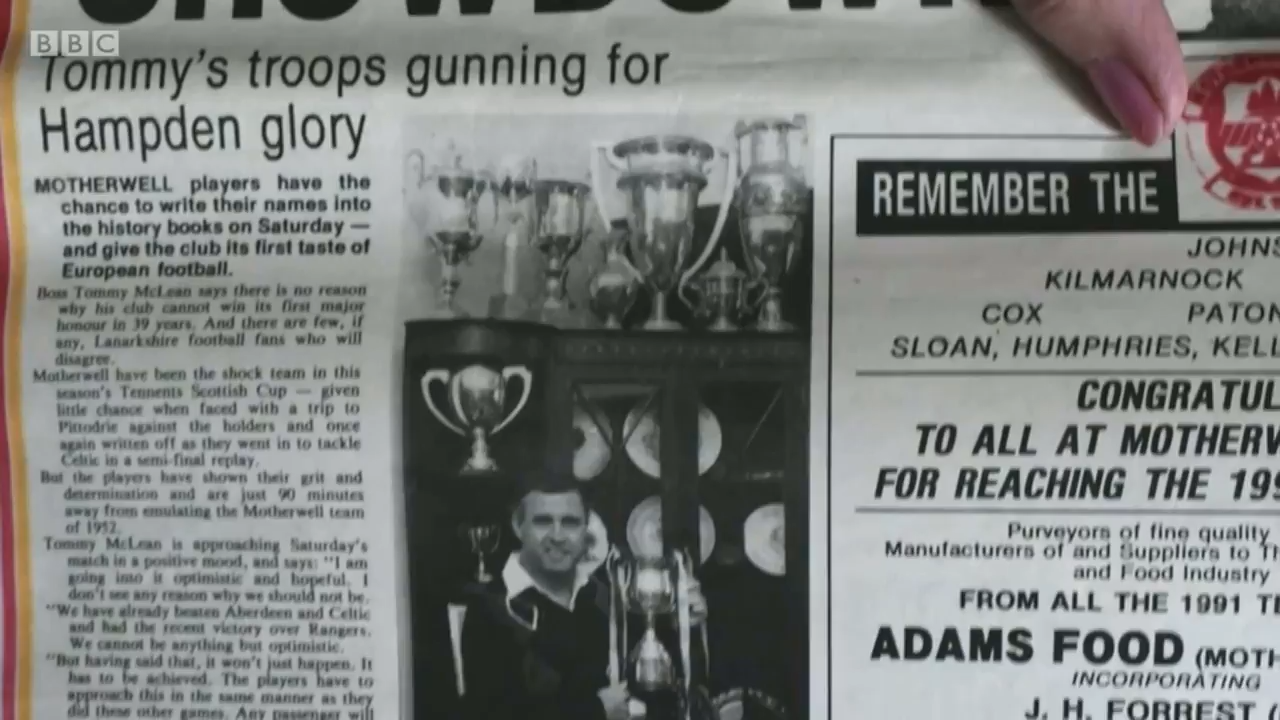 SHOWDOWN
BBC
Tommy's troops gunning for
Hampden glory
MOTHERWELL players have the
chance to write their names into
the history books on Saturday —
and give the club its first taste of
European football.
Boss Tommy McLean says there is no reason
why his club cannot win its first major
honour in 39 years. And there are few, if
any, Lanarkshire football fans who will
disagree.
Motherwell have been the shock team in this
season's Tennents Scottish Cup — given
little chance when faced with a trip to
Pittodrie against the holders and once
again written off as they went in to tackle
Celtic in a semi-final replay.
But the players have shown their grit and
determination and are just 90 minutes
away from emulating the Motherwell team
of 1952.
Tommy McLean is approaching Saturday's
match in a positive mood, and says: "I am
going into it optimistic and hopeful. I
don't see any reason why we should not be.
"We have already beaten Aberdeen and Celtic
and had the recent victory over Rangers.
We cannot be anything but optimistic.
"But having said that, it won't just happen. It
has to be achieved. The players have to
approach this in the same manner as they
did these other games. Any passenger will
REMEMBER THE
JOHNS
KILMARNOCK
COX PATON
SLOAN, HUMPHRIES, KELL
CONGRATUL
TO ALL AT MOTHERW
FOR REACHING THE 199
Purveyors of fine quality
Manufacturers of and Suppliers to Th
and Food Industry
FROM ALL THE 1991 T
ADAMS FOOD (MOTH
INCORPORATING
J. H. FORREST (